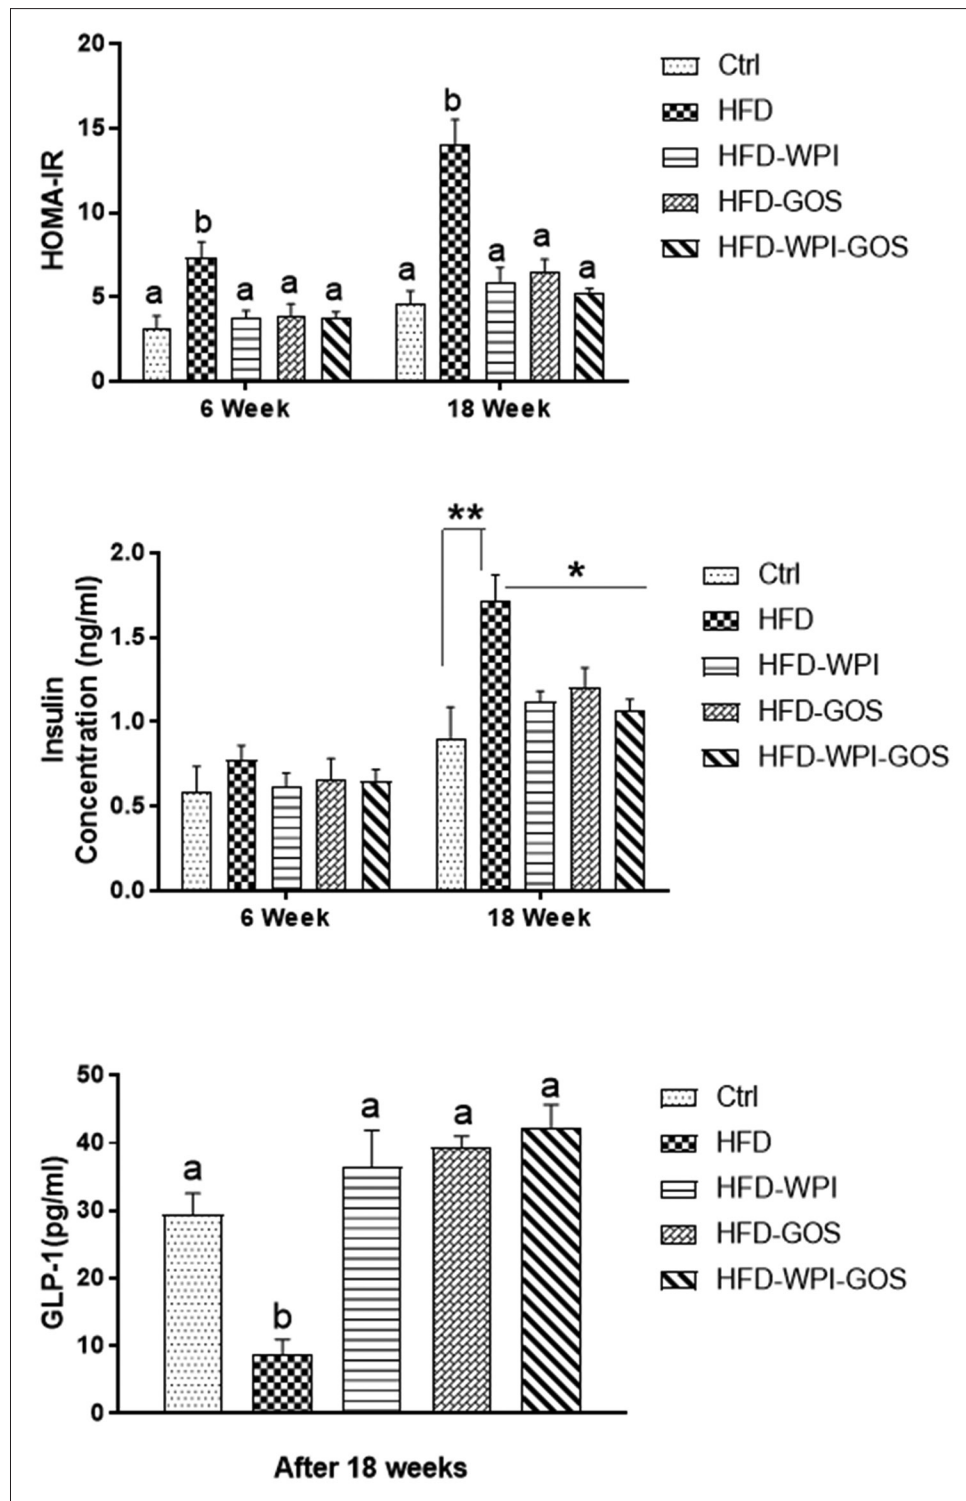 20
15
10
5
0
HOMA-IR
a
b
a
a
a
a
b
a
a
a
6 Week
18 Week
Ctrl
HFD
HFD-WPI
HFD-GOS
HFD-WPI-GOS
2.0
1.5
1.0
0.5
0.0
Insulin
Concentration (ng/ml)
**
*
6 Week
18 Week
Ctrl
HFD
HFD-WPI
HFD-GOS
HFD-WPI-GOS
50
40
30
20
10
0
GLP-1(pg/ml)
a
b
a
a
a
After 18 weeks
Ctrl
HFD
HFD-WPI
HFD-GOS
HFD-WPI-GOS